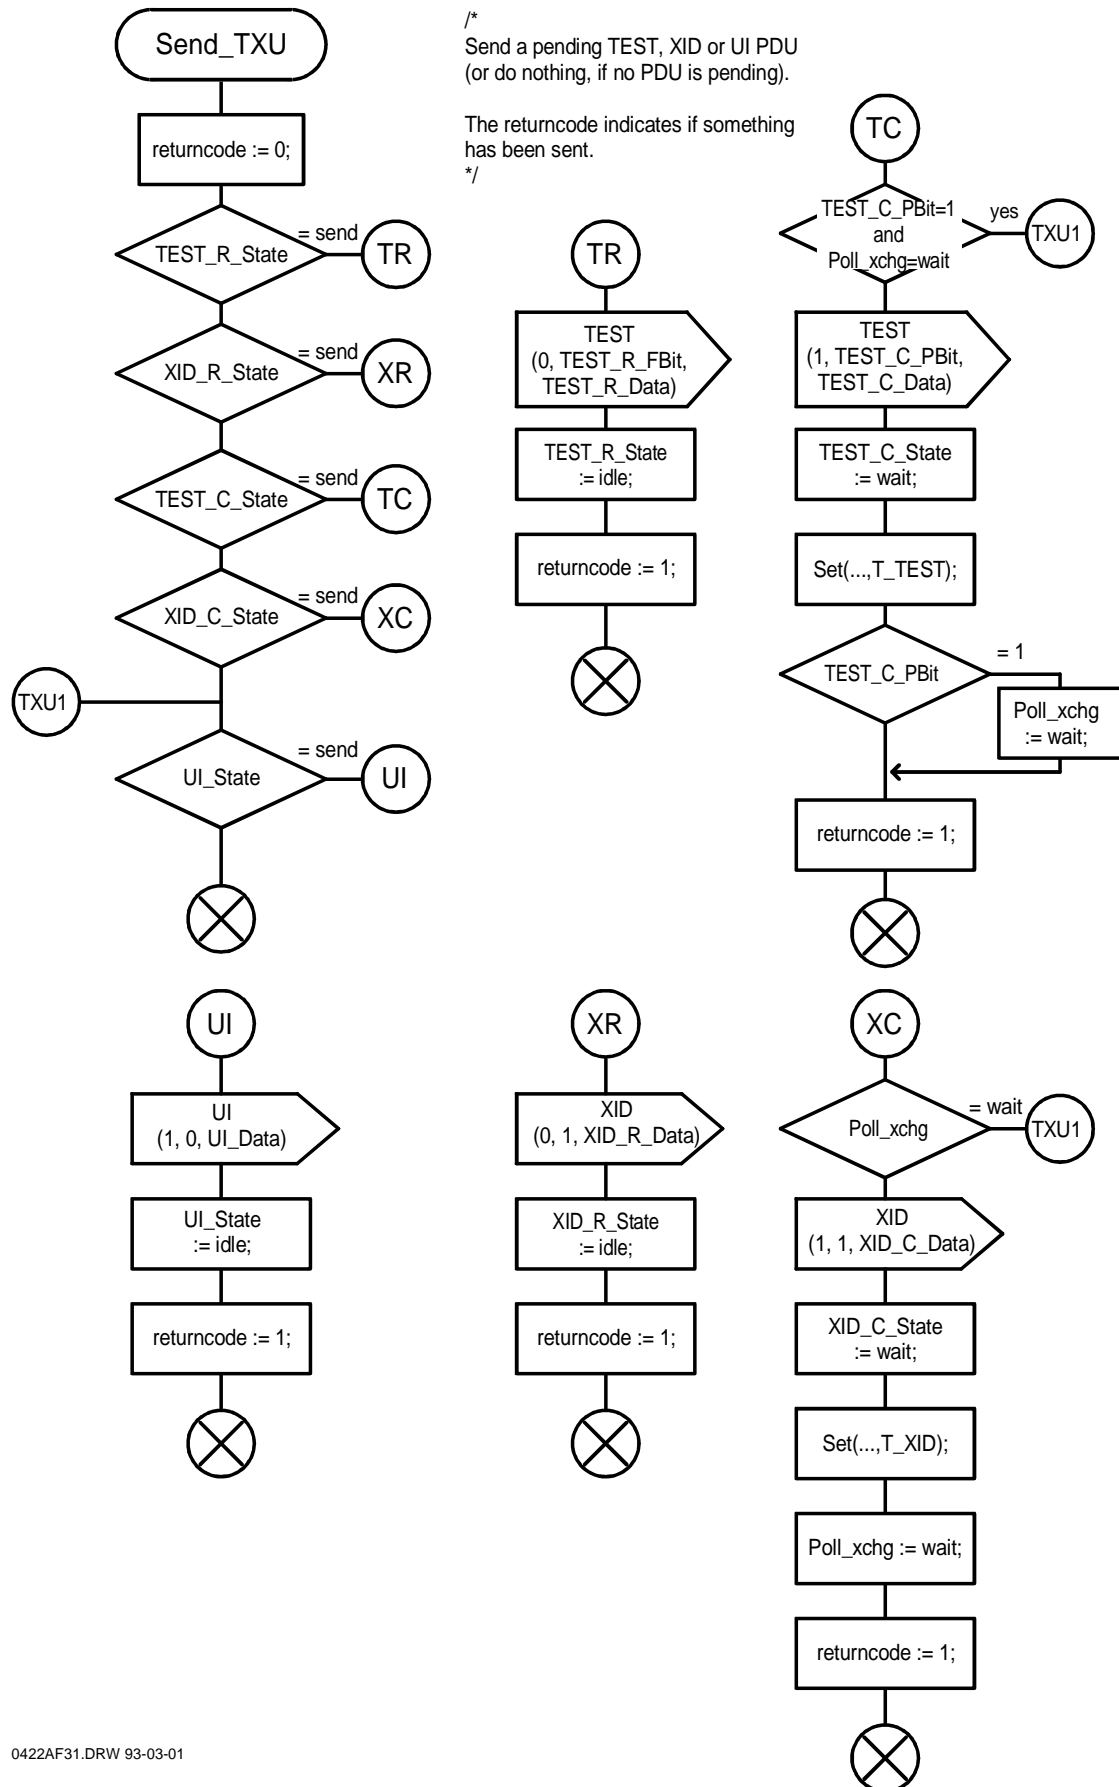 Send_TXU
returncode := 0;
TEST_R_State
= send
TR
XID_R_State
= send
XR
TEST_C_State
= send
TC
XID_C_State
= send
XC
TXU1
UI_State
= send
UI
/*
Send a pending TEST, XID or UI PDU
(or do nothing, if no PDU is pending).
The returncode indicates if something
has been sent.
*/
TR
TEST
(0, TEST_R_FBit,
TEST_R_Data)
TEST_R_State
:= idle;
returncode := 1;
TC
TEST_C_PBit=1
and
Poll_xchg=wait
yes
TXU1
TEST
(1, TEST_C_PBit,
TEST_C_Data)
TEST_C_State
:= wait;
Set(...,T_TEST);
TEST_C_PBit
= 1
Poll_xchg
:= wait;
returncode := 1;
UI
UI
(1, 0, UI_Data)
UI_State
:= idle;
returncode := 1;
XR
XID
(0, 1, XID_R_Data)
XID_R_State
:= idle;
returncode := 1;
XC
Poll_xchg
= wait
TXU1
XID
(1, 1, XID_C_Data)
XID_C_State
:= wait;
Set(...,T_XID);
Poll_xchg := wait;
returncode := 1;
0422AF31.DRW 93-03-01